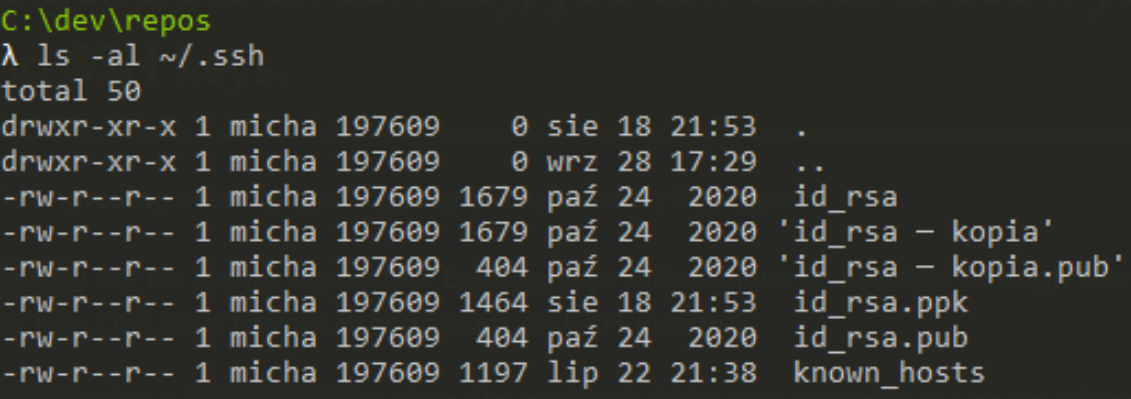 C:\dev\repos
λ ls -al ~/.ssh
total 50
drwxr-xr-x 1 micha 197609    0 sie 18 21:53  .
drwxr-xr-x 1 micha 197609    0 wrz 28 17:29  ..
-rw-r--r-- 1 micha 197609 1679 paź 24  2020  id_rsa
-rw-r--r-- 1 micha 197609 1679 paź 24  2020 'id_rsa — kopia'
-rw-r--r-- 1 micha 197609  404 paź 24  2020 'id_rsa — kopia.pub'
-rw-r--r-- 1 micha 197609 1464 sie 18 21:53  id_rsa.ppk
-rw-r--r-- 1 micha 197609  404 paź 24  2020  id_rsa.pub
-rw-r--r-- 1 micha 197609 1197 lip 22 21:38  known_hosts